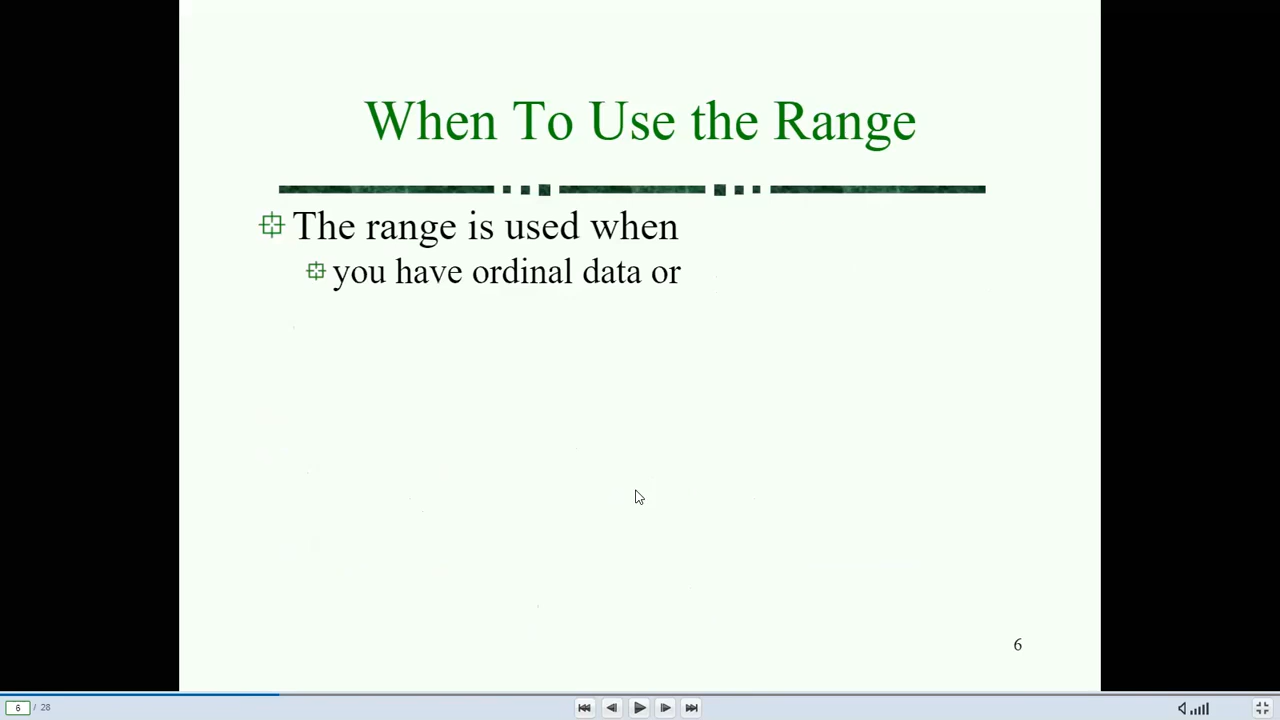 When To Use the Range
The range is used when
you have ordinal data or
6
6 / 28